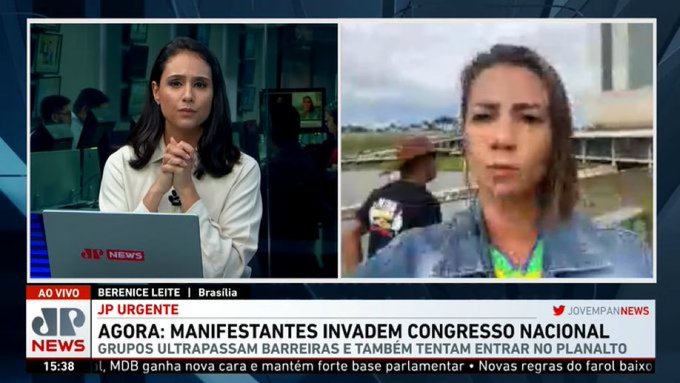 JP NEWS
AO VIVO
BERENICE LEITE | Brasília
JP URGENTE
JOVEMPANNEWS
JP NEWS
AGORA: MANIFESTANTES INVADEM CONGRESSO NACIONAL
GRUPOS ULTRAPASSAM BARREIRAS E TAMBÉM TENTAM ENTRAR NO PLANALTO
15:38 l, MDB ganha nova cara e mantém forte base parlamentar • Novas regras do farol baixo